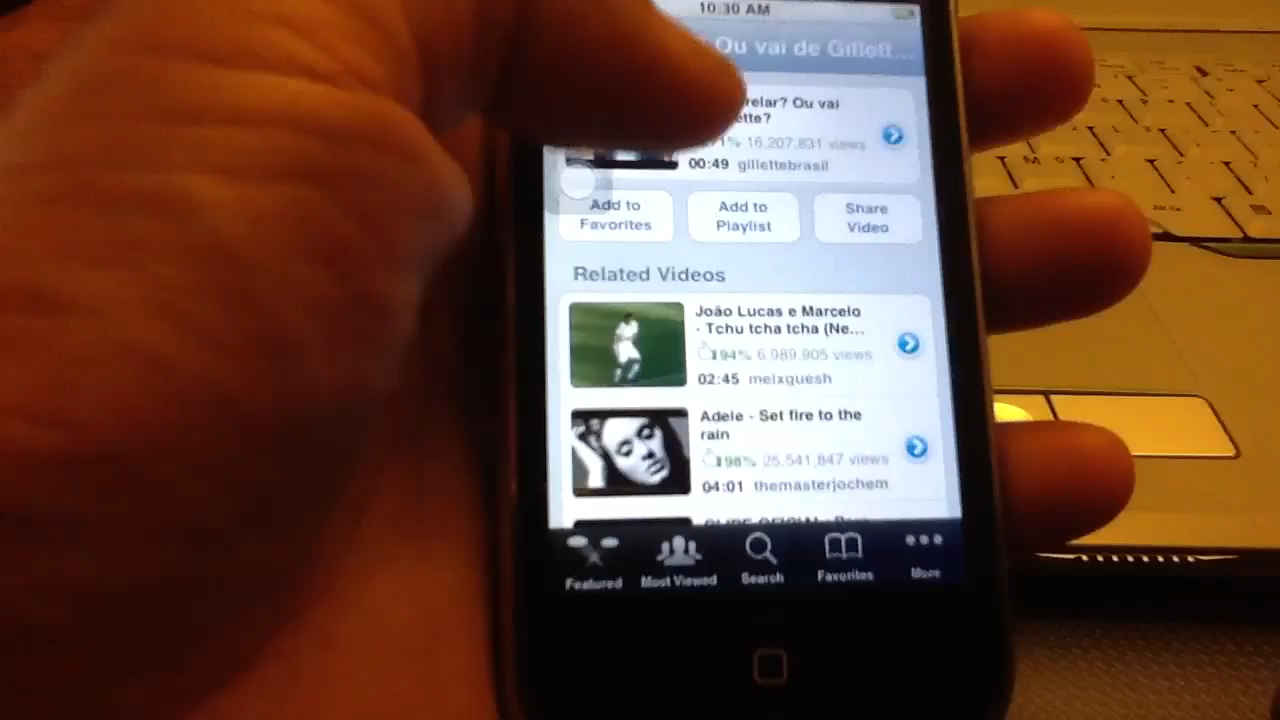 10:30 AM
Ou vai de Gillett...
relar? Ou vai
ette?
71% 16,207,831 views
00:49 gillettebrasil
Add to
Favorites
Add to
Playlist
Share
Video
Related Videos
João Lucas e Marcelo
- Tchu tcha tcha (Ne...
94% 6,989,905 views
02:45 melxguesh
Adele - Set fire to the
rain
98% 25,541,847 views
04:01 themasterjochem
Featured
Most Viewed
Search
Favorites
More